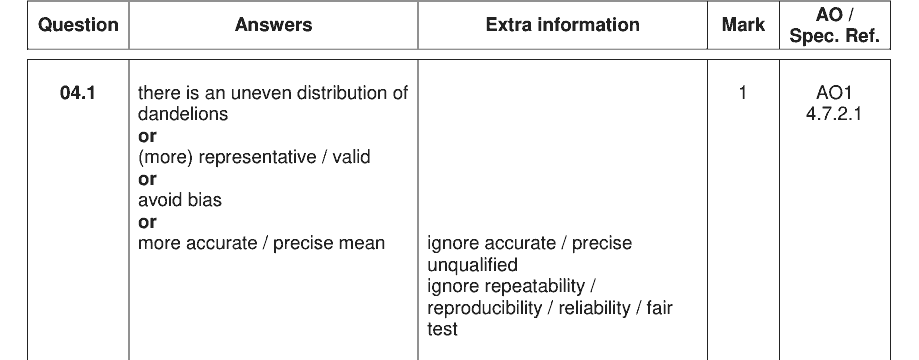 Question Answers Extra information Mark AO /
Spec. Ref.
04.1 there is an uneven distribution of 1 AO1
dandelions 4.7.2.1
or
(more) representative / valid
or
avoid bias
or
more accurate / precise mean ignore accurate / precise
unqualified
ignore repeatability /
reproducibility / reliability / fair
test